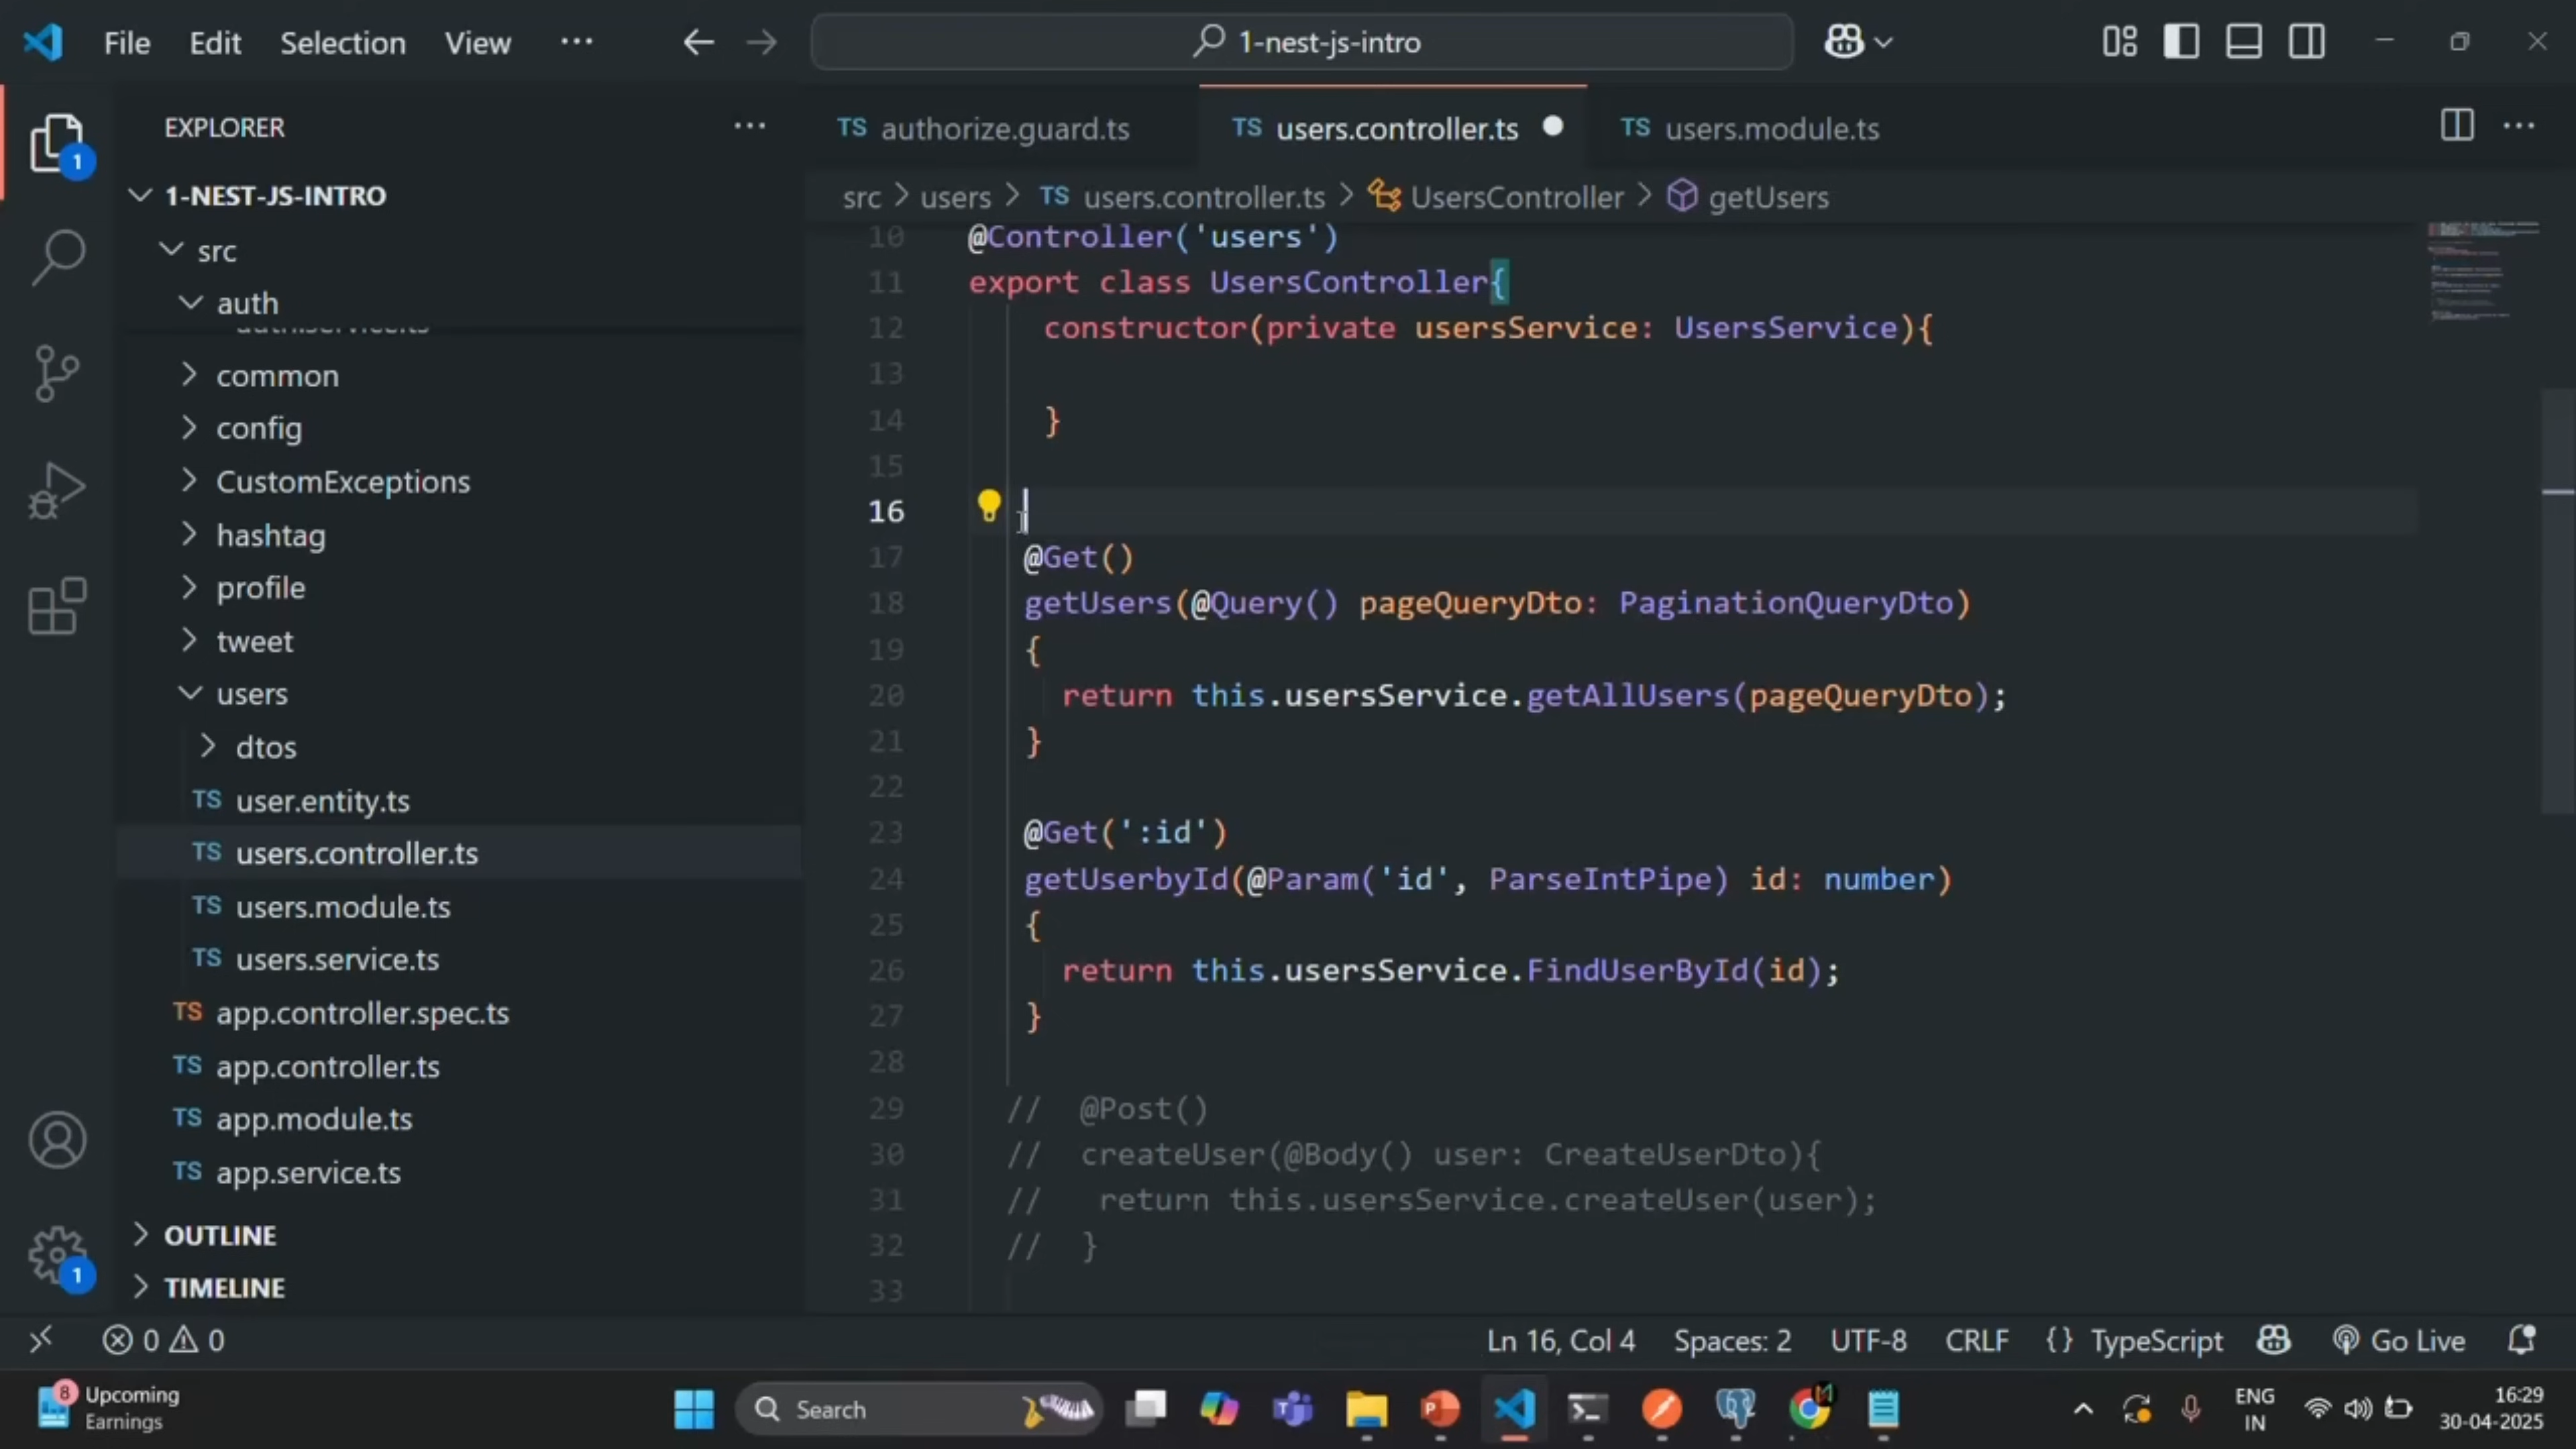 File Edit Selection View ··· 1-nest-js-intro
EXPLORER ···
1
1-NEST-JS-INTRO
src
auth
auth.service.ts
common
config
CustomExceptions
hashtag
profile
tweet
users
dtos
TS user.entity.ts
TS users.controller.ts
TS users.module.ts
TS users.service.ts
TS app.controller.spec.ts
TS app.controller.ts
TS app.module.ts
TS app.service.ts
OUTLINE
TIMELINE
1
TS authorize.guard.ts TS users.controller.ts TS users.module.ts ···
src > users > TS users.controller.ts > UsersController > getUsers
10 @Controller('users')
11 export class UsersController{
12 constructor(private usersService: UsersService){
13
14 }
15
16
17 @Get()
18 getUsers(@Query() pageQueryDto: PaginationQueryDto)
19 {
20 return this.usersService.getAllUsers(pageQueryDto);
21 }
22
23 @Get(':id')
24 getUserbyId(@Param('id', ParseIntPipe) id: number)
25 {
26 return this.usersService.FindUserById(id);
27 }
28
29 // @Post()
30 // createUser(@Body() user: CreateUserDto){
31 // return this.usersService.createUser(user);
32 // }
33
0 0 Ln 16, Col 4 Spaces: 2 UTF-8 CRLF {} TypeScript Go Live
8 Upcoming
Earnings
Search
ENG
IN
16:29
30-04-2025